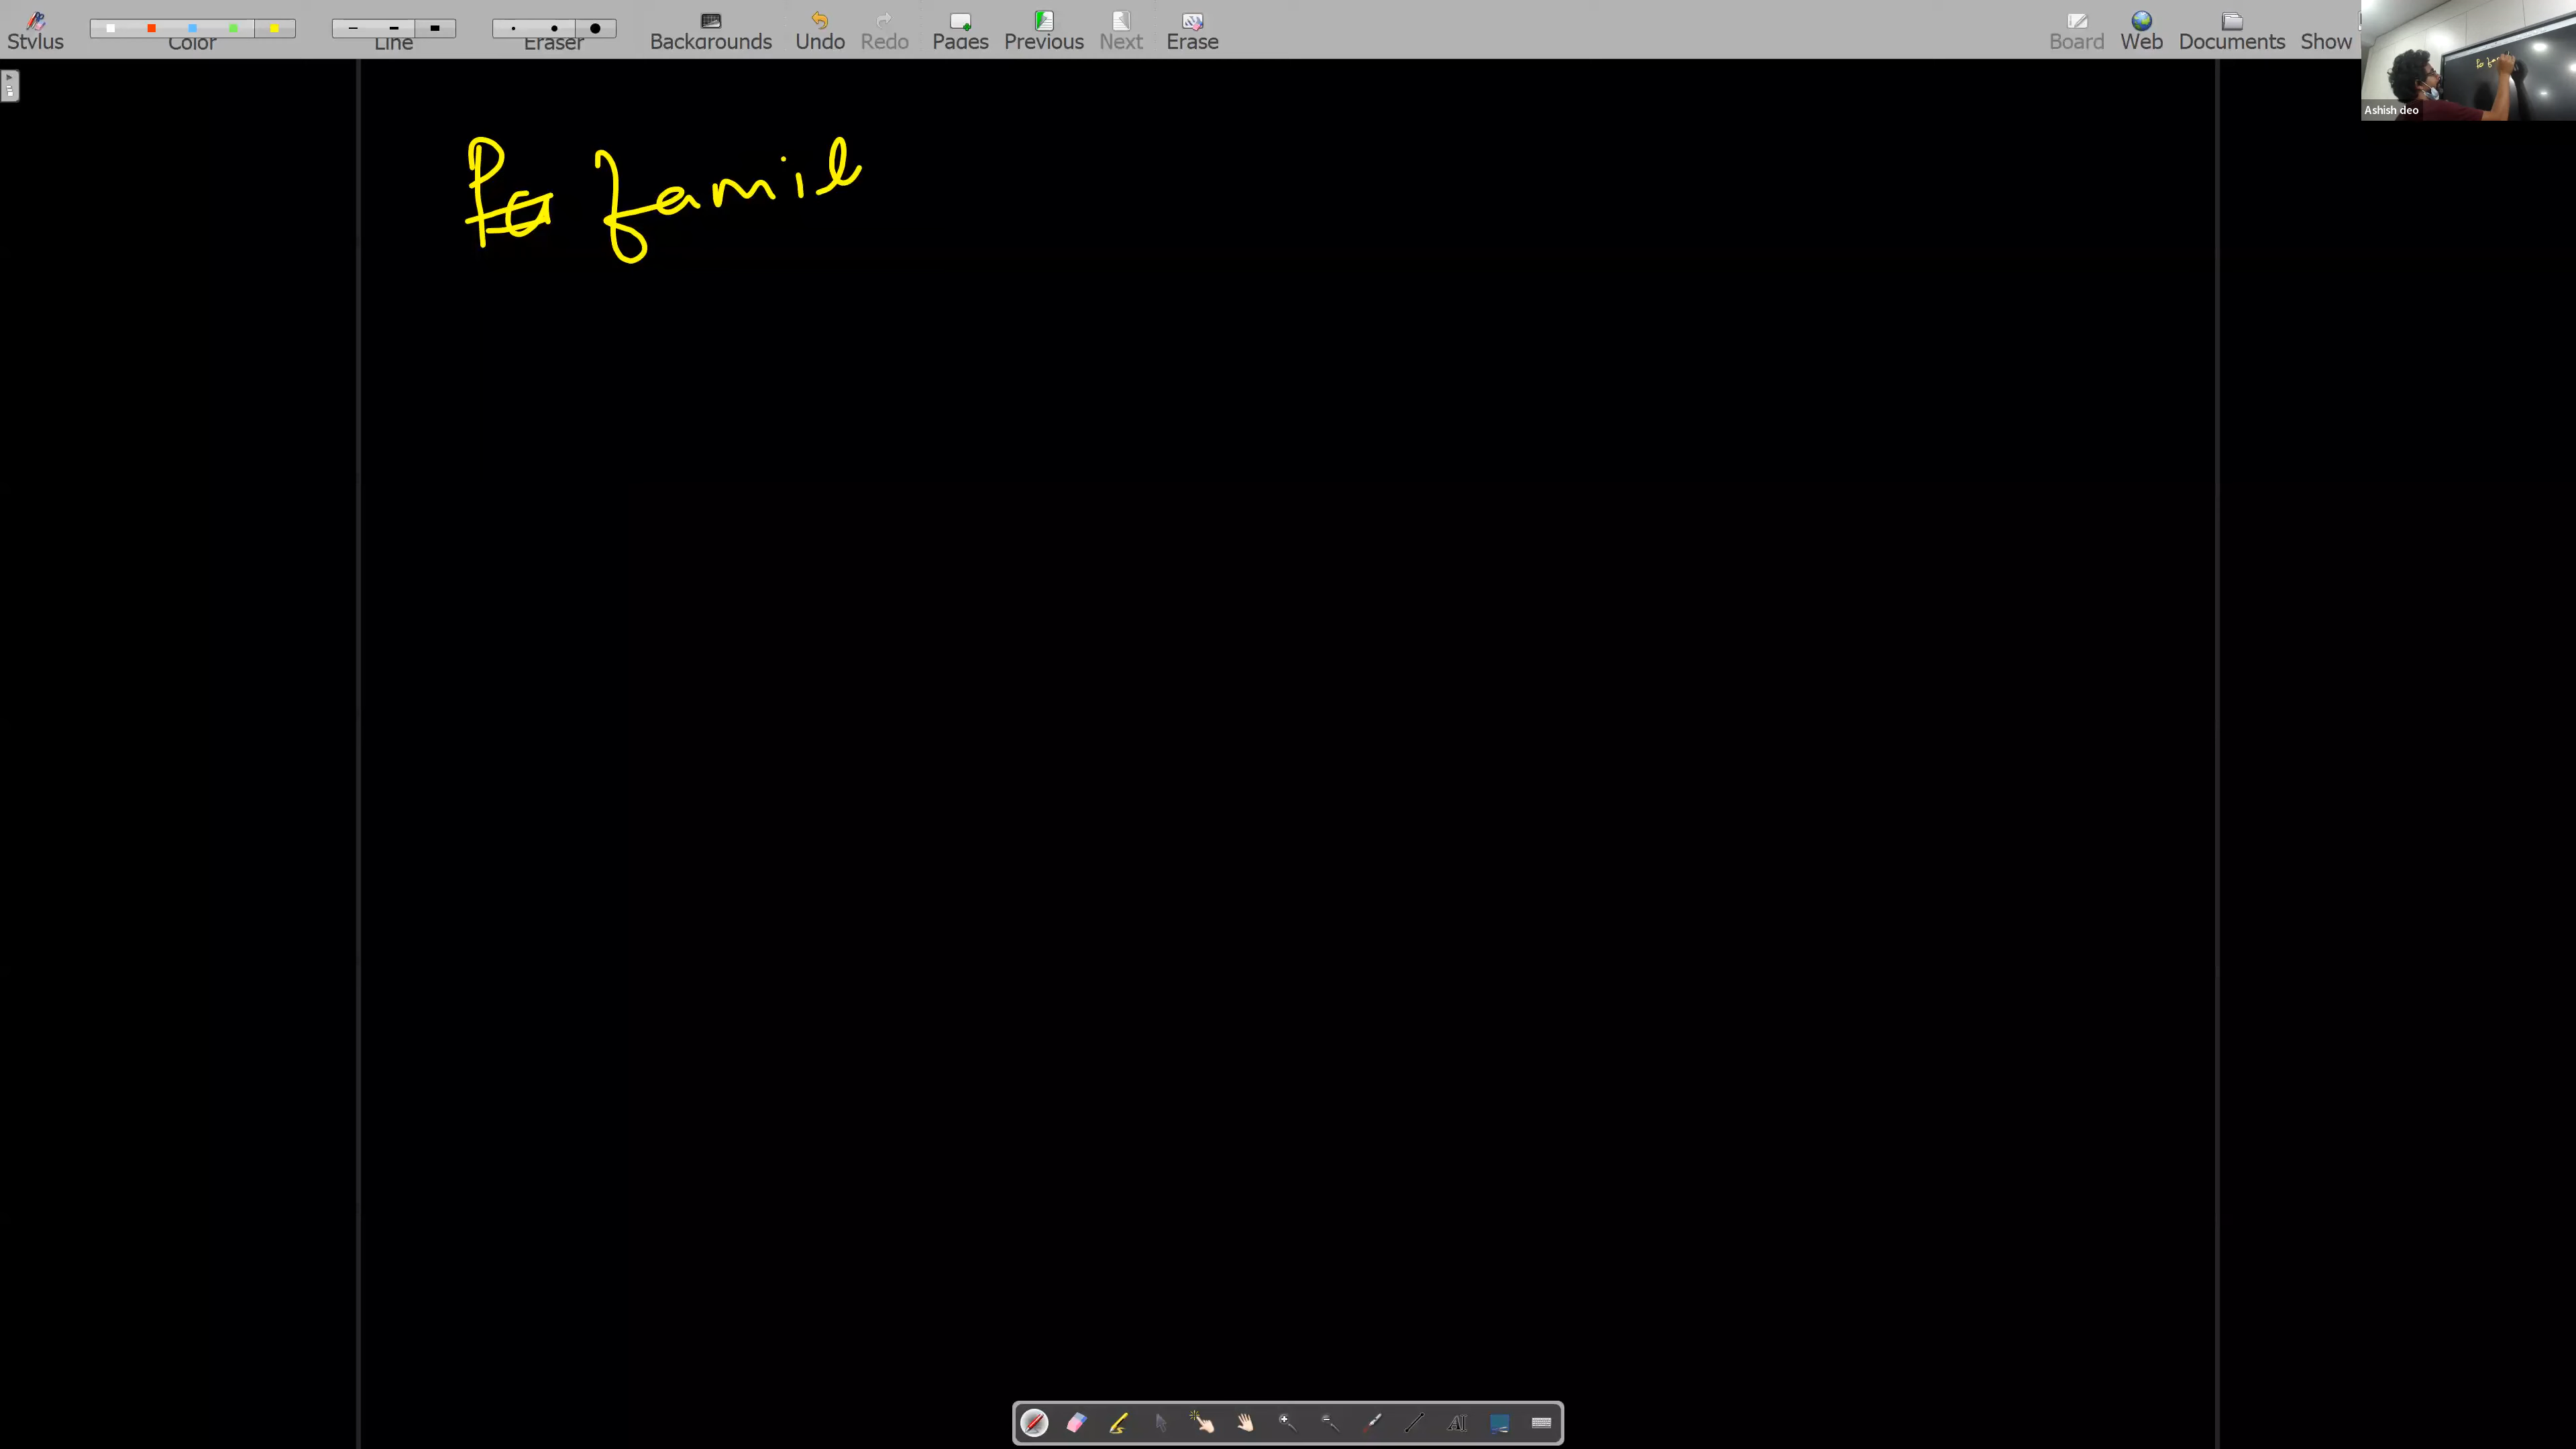 Stylus Color Line Eraser Backgrounds Undo Redo Pages Previous Next Erase Board Web Documents Show
Ashish deo
famil